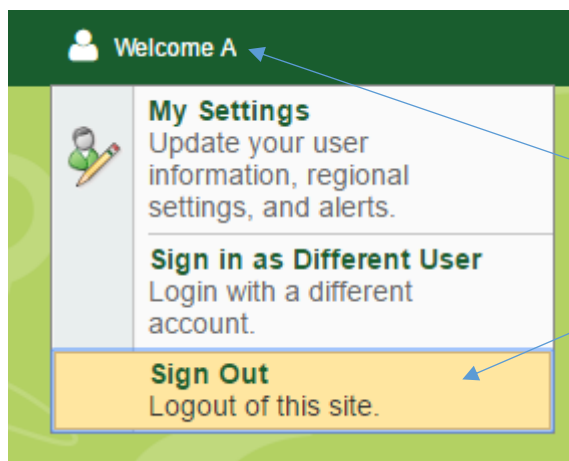 Welcome A
My Settings
Update your user
information, regional
settings, and alerts.
Sign in as Different User
Login with a different
account.
Sign Out
Logout of this site.